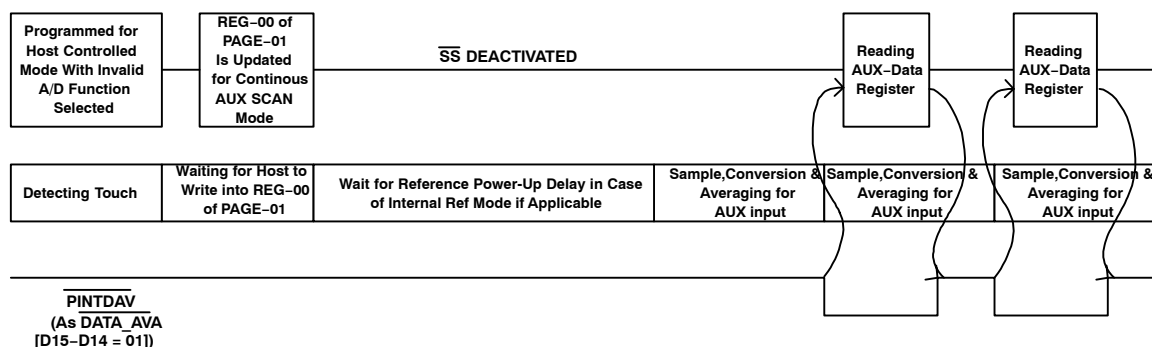 Programmed for
Host Controlled
Mode With Invalid
A/D Function
Selected
REG−00 of
PAGE−01
Is Updated
for Continous
AUX SCAN
Mode
SS DEACTIVATED
Reading
AUX−Data
Register
Reading
AUX−Data
Register
Detecting Touch
Waiting for Host to
Write into REG−00
of PAGE−01
Wait for Reference Power-Up Delay in Case
of Internal Ref Mode if Applicable
Sample,Conversion &
Averaging for
AUX input
Sample,Conversion &
Averaging for
AUX input
Sample,Conversion &
Averaging for
AUX input
PINTDAV
(As DATA_AVA
[D15−D14 = 01])